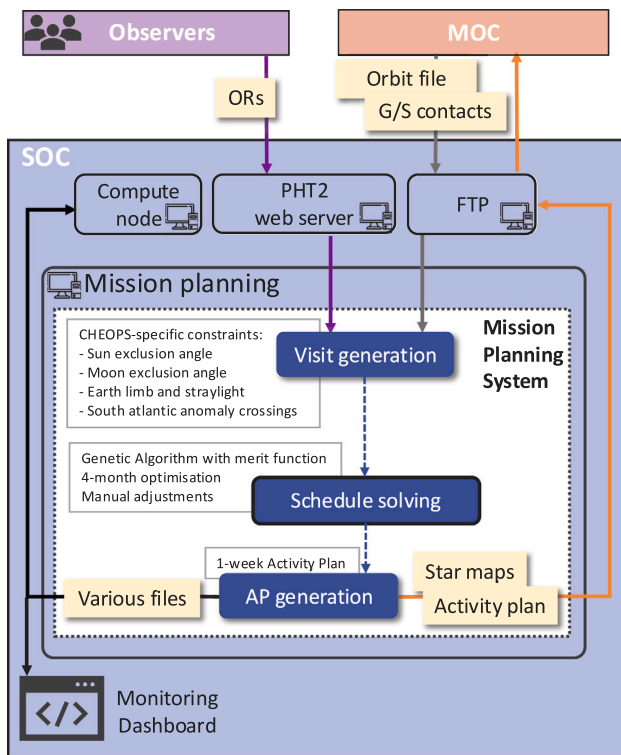 Observers
MOC
ORs
Orbit file
G/S contacts
SOC
Compute
node
PHT2
web server
FTP
Mission planning
CHEOPS-specific constraints:
- Sun exclusion angle
- Moon exclusion angle
- Earth limb and straylight
- South atlantic anomaly crossings
Visit generation
Mission
Planning
System
Genetic Algorithm with merit function
4-month optimisation
Manual adjustments
Schedule solving
1-week Activity Plan
Various files
AP generation
Star maps
Activity plan
</>
Monitoring
Dashboard